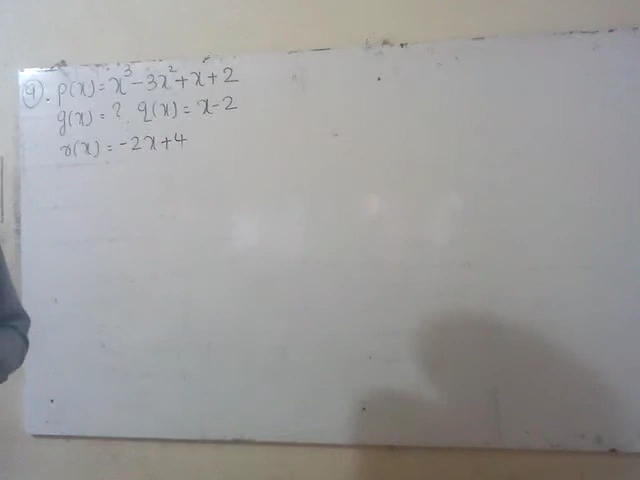 9. p(x) = x³ - 3x² + x + 2
g(x) = ? q(x) = x - 2
r(x) = -2x + 4